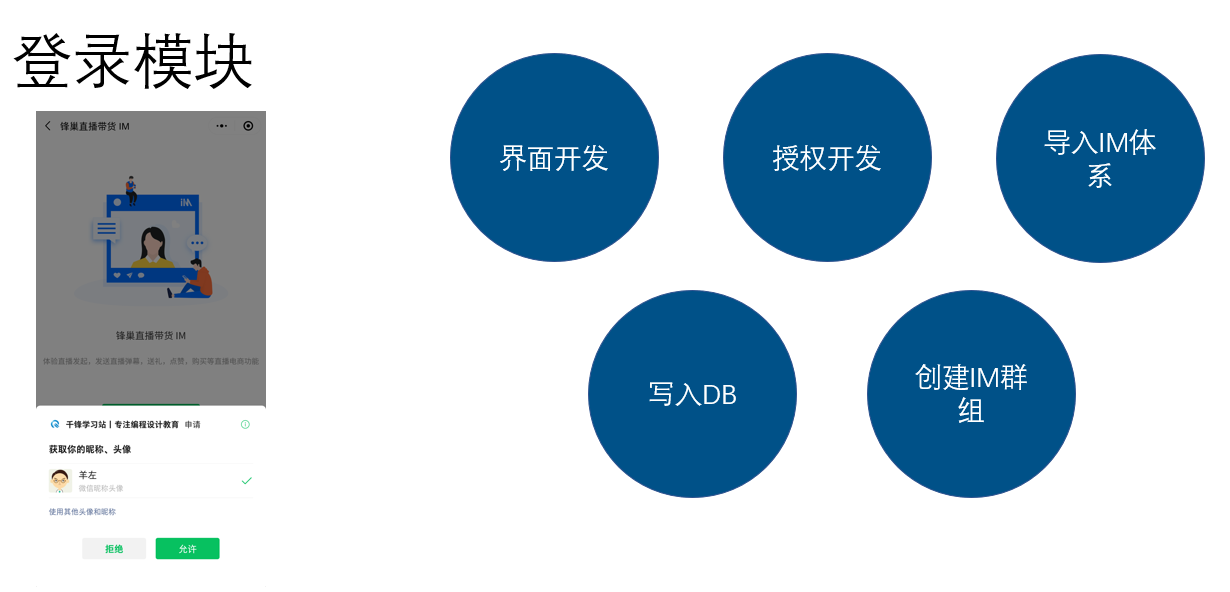 登录模块
锋巢直播带货 IM
iM
锋巢直播带货 IM
体验直播发起，发送直播弹幕，送礼，点赞，购买等直播电商功能
千锋学习站丨专注编程设计教育 申请
获取你的昵称、头像
羊左
微信昵称头像
使用其他头像和昵称
拒绝
允许
界面开发
授权开发
导入IM体
系
写入DB
创建IM群
组